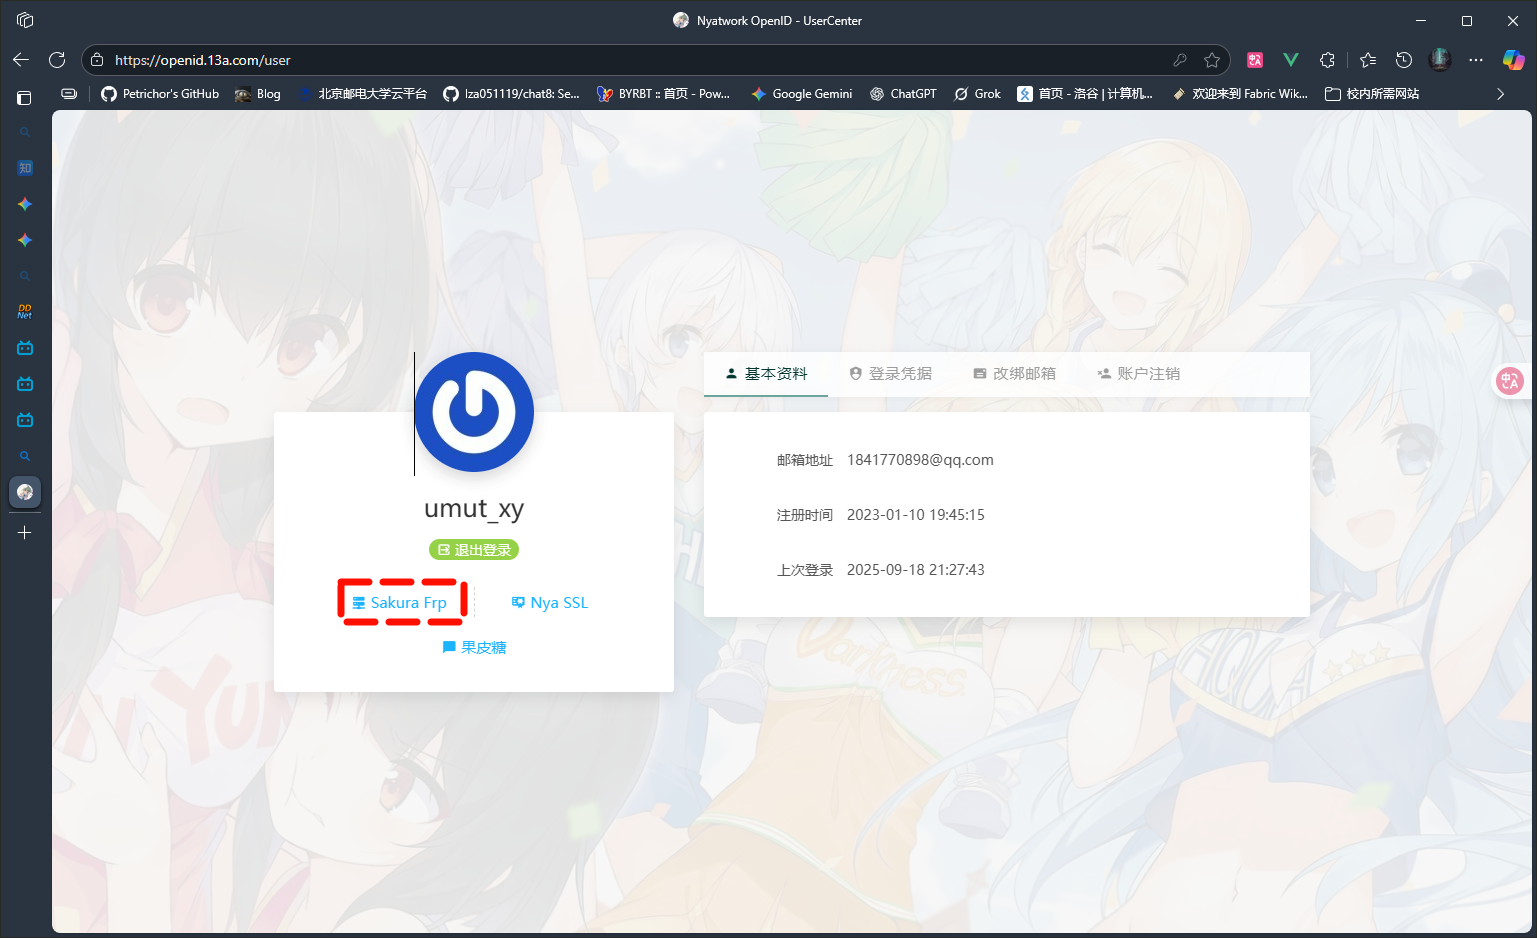 Nyatwork OpenID - UserCenter
https://openid.13a.com/user
Petrichor's GitHub
Blog
北京邮电大学云平台
lza051119/chat8: Se...
BYRBT :: 首页 - Pow...
Google Gemini
ChatGPT
Grok
首页 - 洛谷 | 计算机...
欢迎来到 Fabric Wik...
校内所需网站
知
DD
Net
基本资料
登录凭据
改绑邮箱
账户注销
umut_xy
退出登录
Sakura Frp
Nya SSL
果皮糖
邮箱地址 1841770898@qq.com
注册时间 2023-01-10 19:45:15
上次登录 2025-09-18 21:27:43
Darkness
AQUA